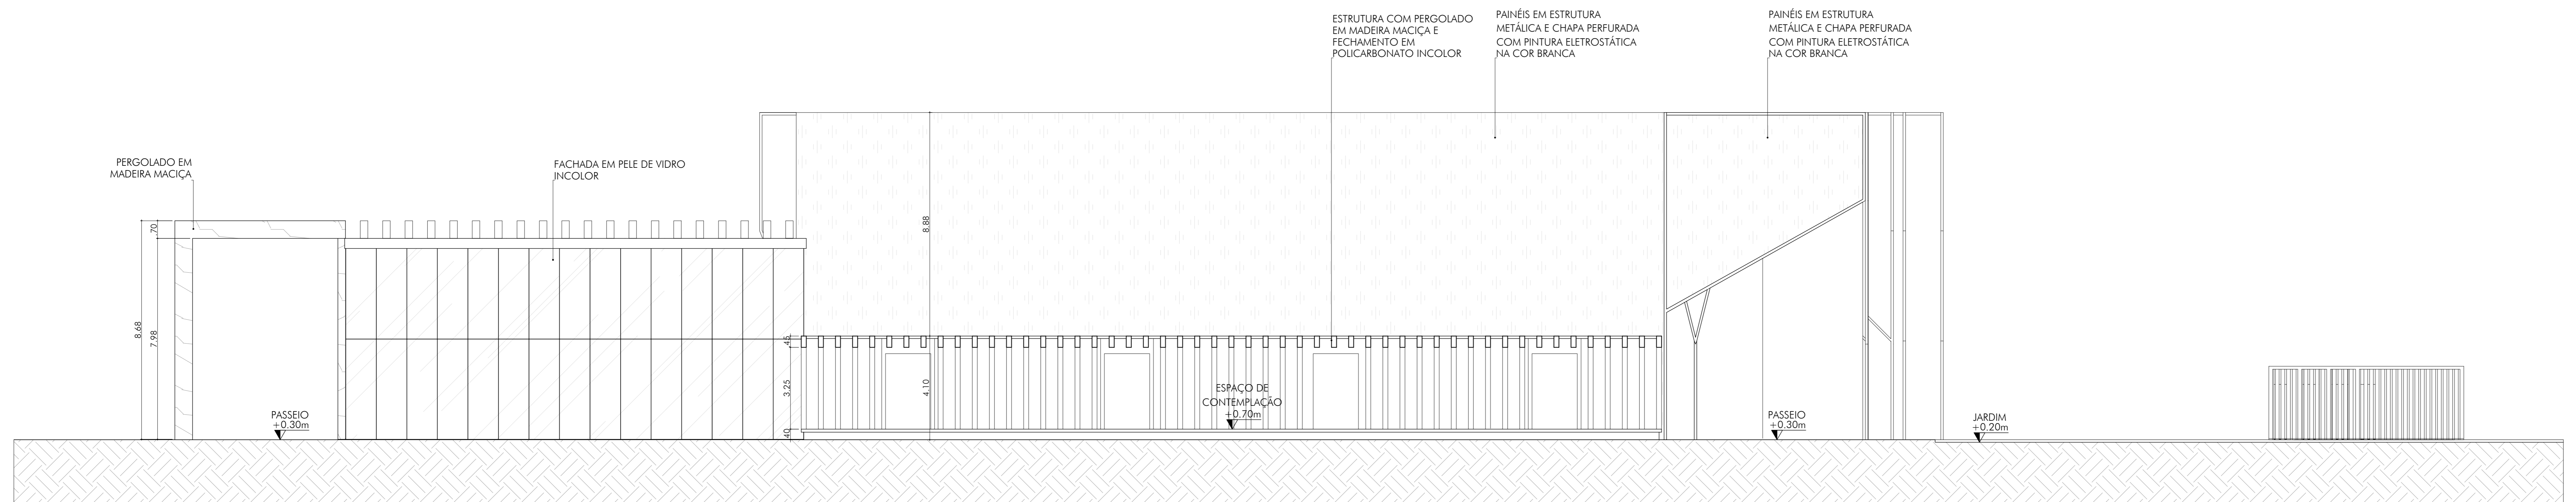 ESTRUTURA COM PERGOLADO
EM MADEIRA MACIÇA E
FECHAMENTO EM
POLICARBONATO INCOLOR
PAINÉIS EM ESTRUTURA
METÁLICA E CHAPA PERFURADA
COM PINTURA ELETROSTÁTICA
NA COR BRANCA
PAINÉIS EM ESTRUTURA
METÁLICA E CHAPA PERFURADA
COM PINTURA ELETROSTÁTICA
NA COR BRANCA
PERGOLADO EM
MADEIRA MACIÇA
FACHADA EM PELE DE VIDRO
INCOLOR
.70
8.88
8.68
7.98
.45
3.25
4.10
.40
ESPAÇO DE
CONTEMPLAÇÃO
+0.70m
PASSEIO
+0.30m
PASSEIO
+0.30m
JARDIM
+0.20m